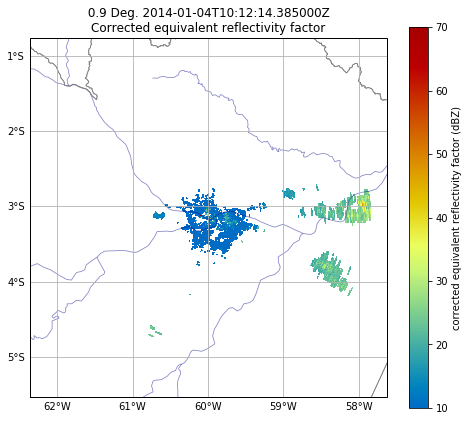 0.9 Deg. 2014-01-04T10:12:14.385000Z
Corrected equivalent reflectivity factor
1°S
2°S
3°S
4°S
5°S
62°W 61°W 60°W 59°W 58°W
70
60
50
40
30
20
10
corrected equivalent reflectivity factor (dBZ)